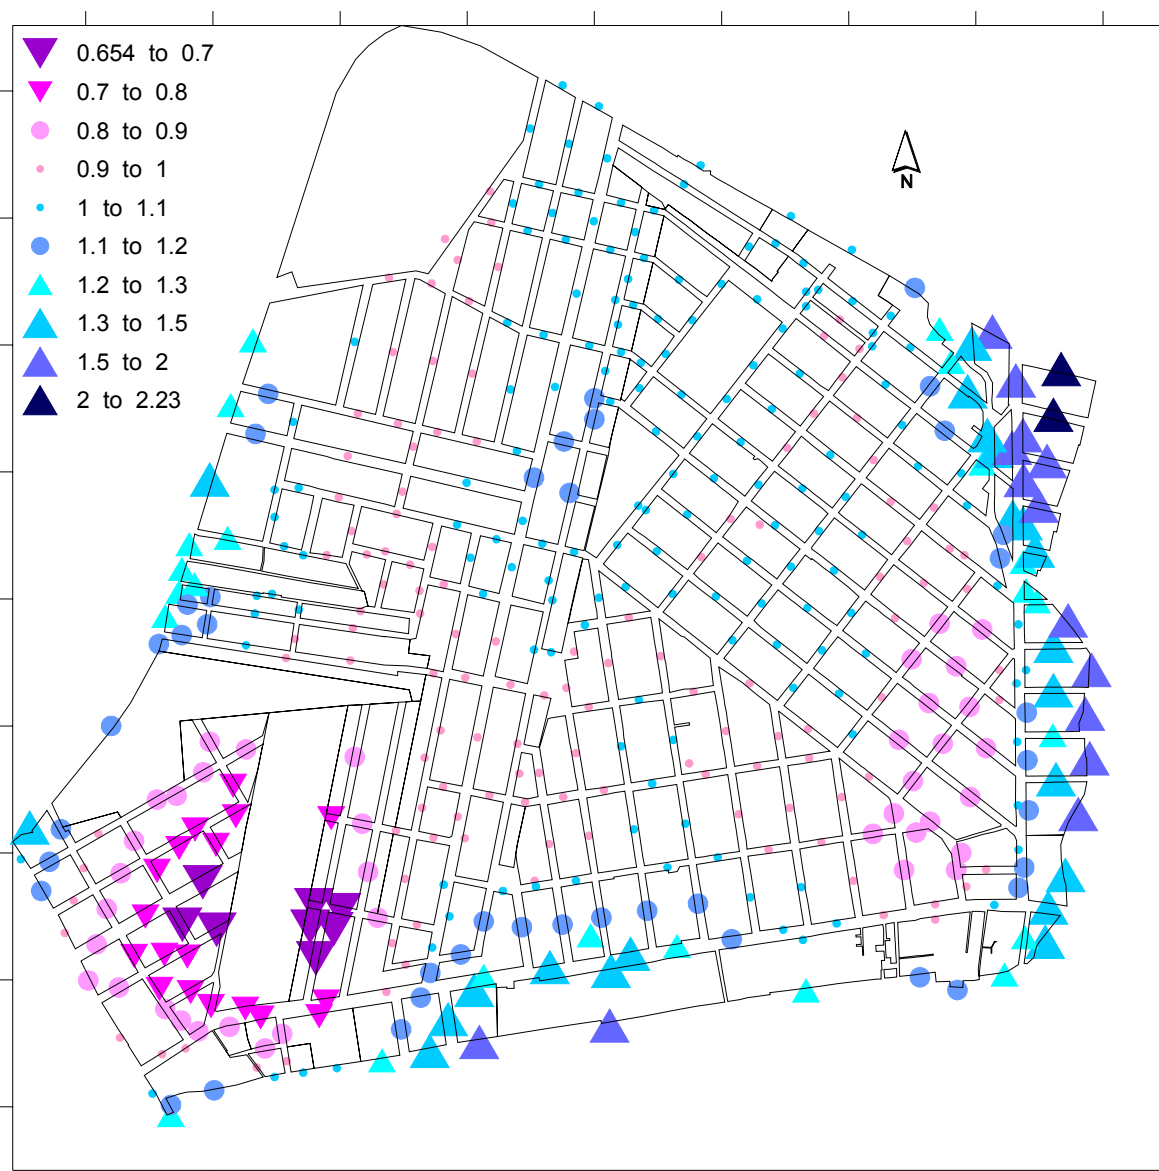 0.654 to 0.7
0.7 to 0.8
0.8 to 0.9
0.9 to 1
1 to 1.1
1.1 to 1.2
1.2 to 1.3
1.3 to 1.5
1.5 to 2
2 to 2.23
N